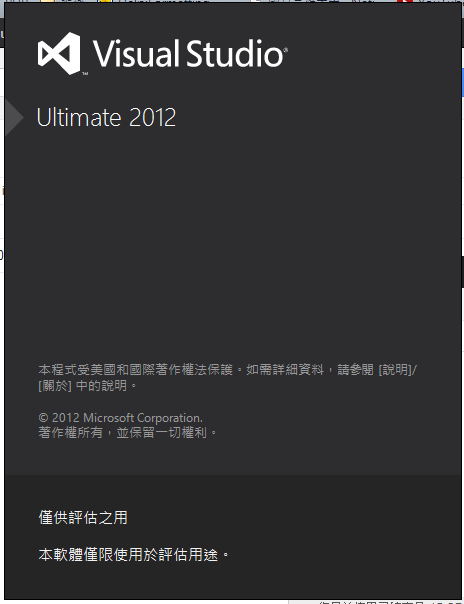 Visual Studio®
Ultimate 2012
本程式受美國和國際著作權法保護。如需詳細資料，請參閱 [說明]/
[關於] 中的說明。
© 2012 Microsoft Corporation.
著作權所有，並保留一切權利。
僅供評估之用
本軟體僅限使用於評估用途。